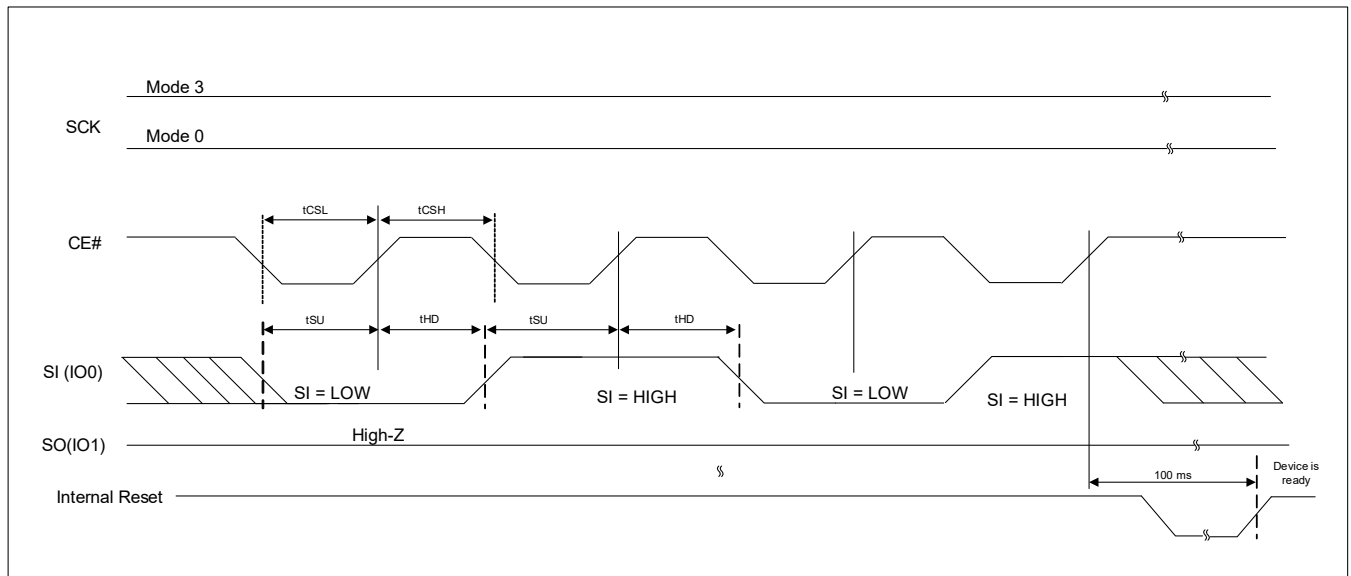 Mode 3
SCK
Mode 0
tCSL
tCSH
CE#
tSU
tHD
tSU
tHD
SI (IO0)
SI = LOW
SI = HIGH
SI = LOW
SI = HIGH
High-Z
SO(IO1)
100 ms
Device is
ready
Internal Reset